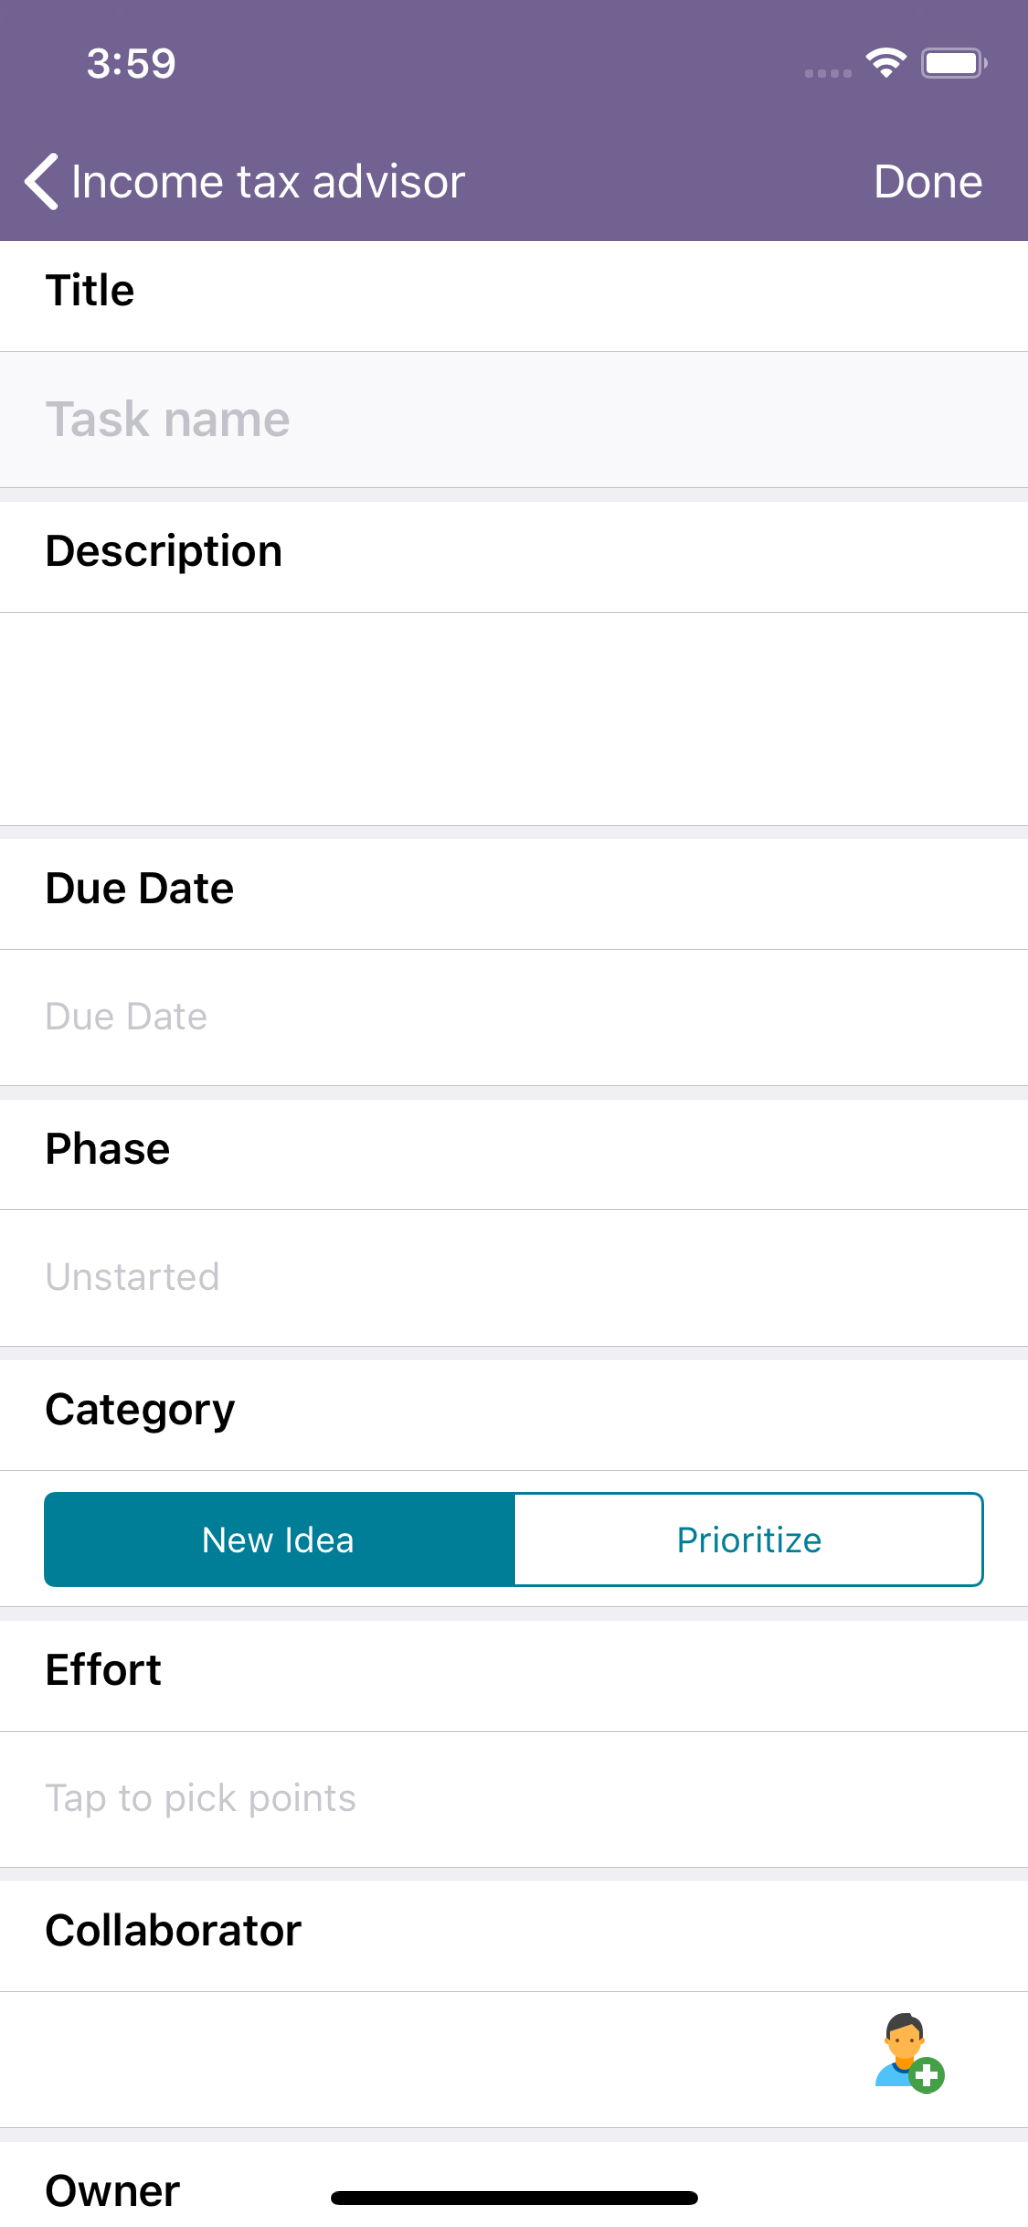 3:59
Income tax advisor
Done
Title
Task name
Description
Due Date
Due Date
Phase
Unstarted
Category
New Idea
Prioritize
Effort
Tap to pick points
Collaborator
Owner